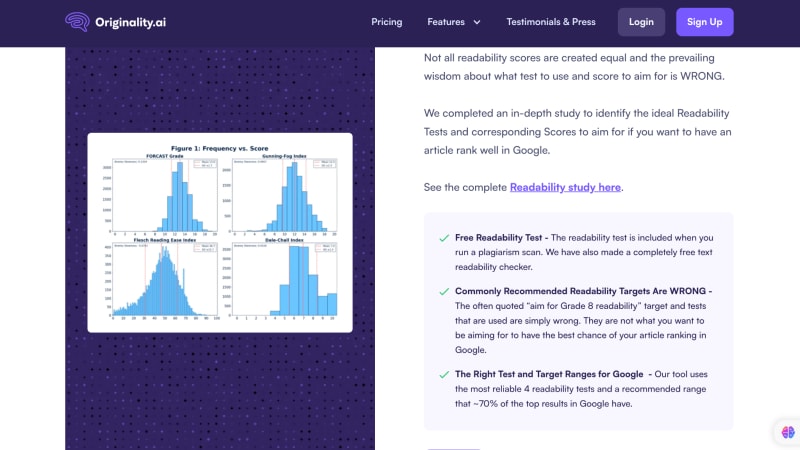 Originality.ai
Pricing
Features
Testimonials & Press
Login
Sign Up
Not all readability scores are created equal and the prevailing
wisdom about what test to use and score to aim for is WRONG.
We completed an in-depth study to identify the ideal Readability
Tests and corresponding Scores to aim for if you want to have an
article rank well in Google.
See the complete Readability study here.
Figure 1: Frequency vs. Score
FORCAST Grade
Gunning-Fog Index
Flesch Reading Ease Index
Dale-Chall Index
Free Readability Test - The readability test is included when you
run a plagiarism scan. We have also made a completely free text
readability checker.
Commonly Recommended Readability Targets Are WRONG -
The often quoted “aim for Grade 8 readability” target and tests
that are used are simply wrong. They are not what you want to
be aiming for to have the best chance of your article ranking in
Google.
The Right Test and Target Ranges for Google - Our tool uses
the most reliable 4 readability tests and a recommended range
that ~70% of the top results in Google have.